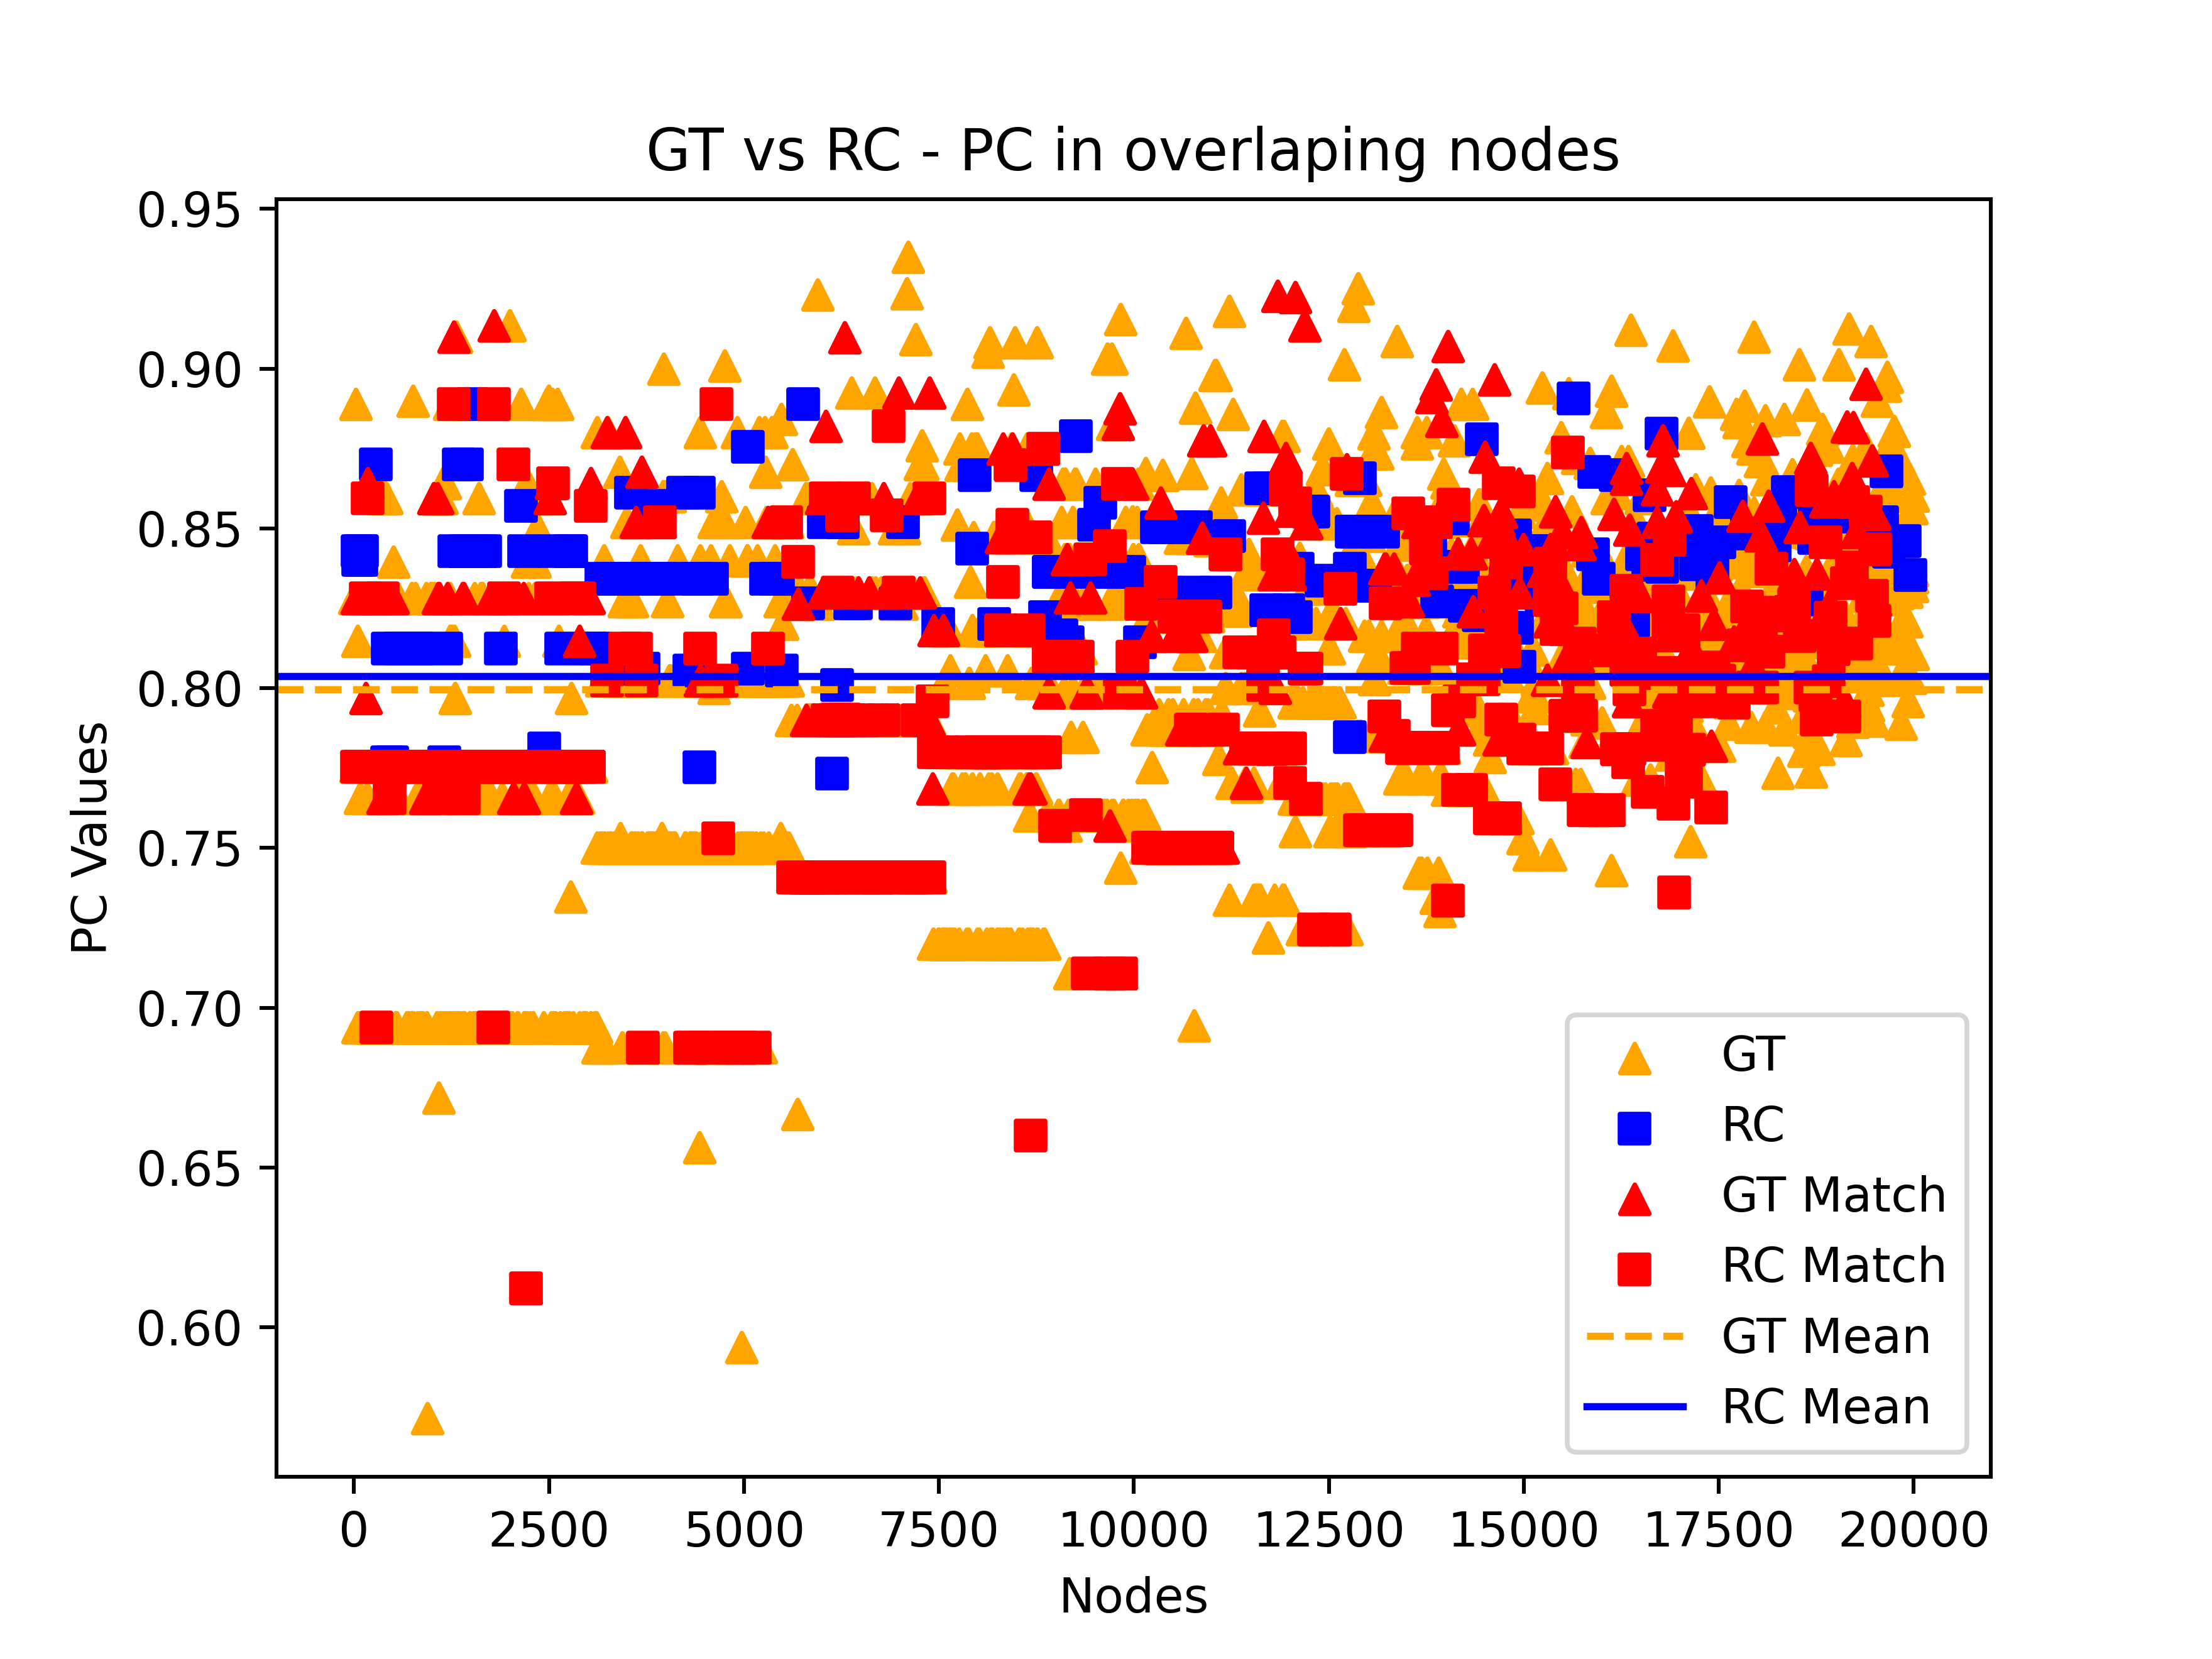 GT vs RC - PC in overlaping nodes
0.95
0.90
0.85
0.80
0.75
0.70
0.65
0.60
PC Values
0 2500 5000 7500 10000 12500 15000 17500 20000
Nodes
GT
RC
GT Match
RC Match
GT Mean
RC Mean